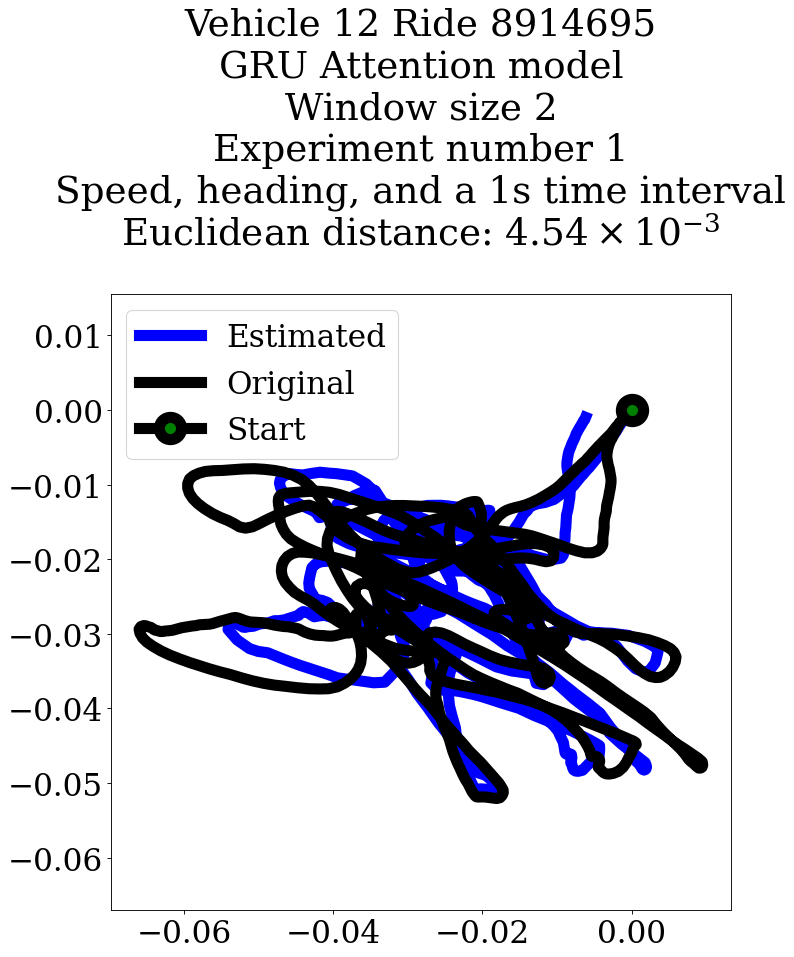 Vehicle 12 Ride 8914695
GRU Attention model
Window size 2
Experiment number 1
Speed, heading, and a 1s time interval
Euclidean distance: 4.54 × 10⁻³
Estimated
Original
Start
0.01
0.00
−0.01
−0.02
−0.03
−0.04
−0.05
−0.06
−0.06 −0.04 −0.02 0.00